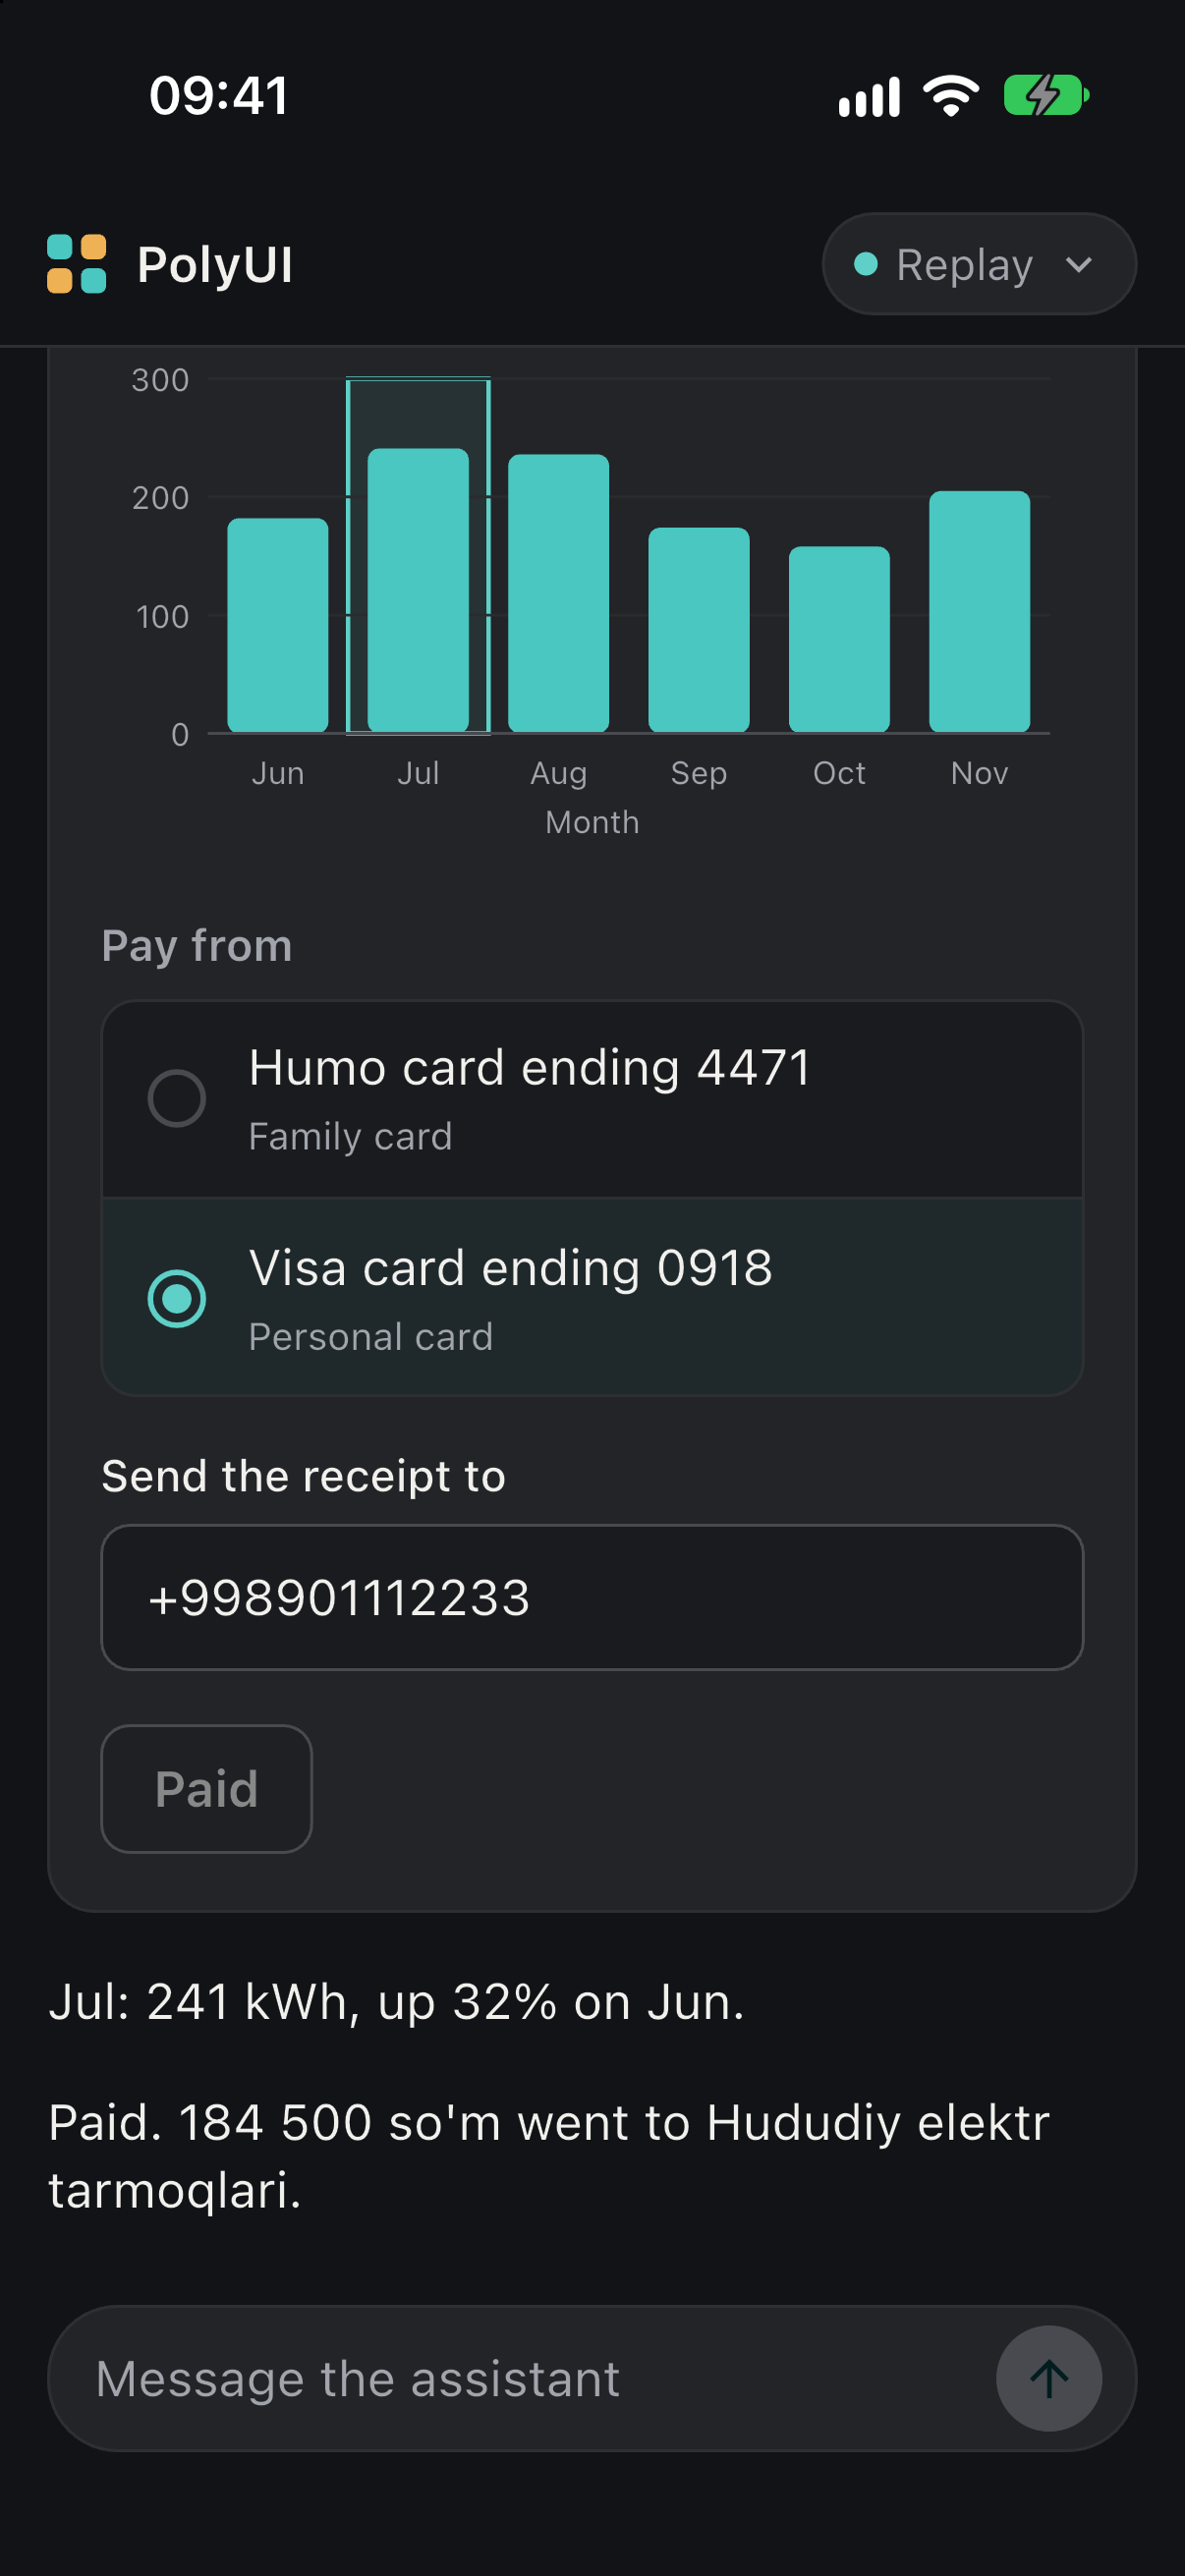 09:41
PolyUI
Replay
300
200
100
0
Jun Jul Aug Sep Oct Nov
Month
Pay from
Humo card ending 4471
Family card
Visa card ending 0918
Personal card
Send the receipt to
+998901112233
Paid
Jul: 241 kWh, up 32% on Jun.
Paid. 184 500 so'm went to Hududiy elektr
tarmoqlari.
Message the assistant